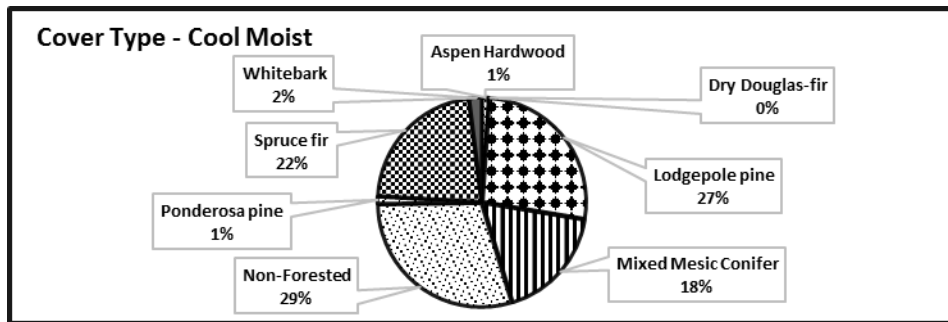 Cover Type - Cool Moist
Aspen Hardwood
1%
Whitebark
2%
Dry Douglas-fir
0%
Spruce fir
22%
Lodgepole pine
27%
Ponderosa pine
1%
Mixed Mesic Conifer
18%
Non-Forested
29%